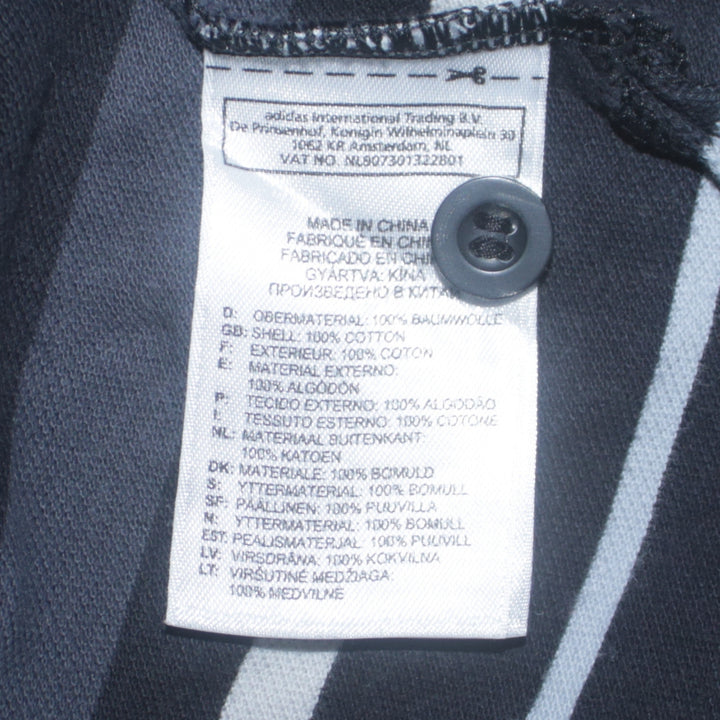 adidas International Trading B.V.
De Prinsenhof, Konigin Wilhelminaplein 30
1062 KR Amsterdam, NL
VAT NO. NL807301322B01
MADE IN CHINA
FABRIQUE EN CHI
FABRICADO EN CHI
GYÁRTVA: KÍNA
ПРОИЗВЕДЕНО В КИТА
D: OBERMATERIAL: 100% BAUMWOLLE
GB: SHELL: 100% COTTON
F: EXTERIEUR: 100% COTON
E: MATERIAL EXTERNO:
100% ALGODÓN
P: TECIDO EXTERNO: 100% ALGODÃO
I: TESSUTO ESTERNO: 100% COTONE
NL: MATERIAAL BUITENKANT:
100% KATOEN
DK: MATERIALE: 100% BOMULD
S: YTTERMATERIAL: 100% BOMULL
SF: PÄÄLLINEN: 100% PUUVILLA
N: YTTERMATERIAL: 100% BOMULL
EST: PEALISMATERJAL: 100% PUUVILL
LV: VIRSDRĀNA: 100% KOKVILNA
LT: VIRŠUTINĖ MEDŽIAGA:
100% MEDVILNĖ